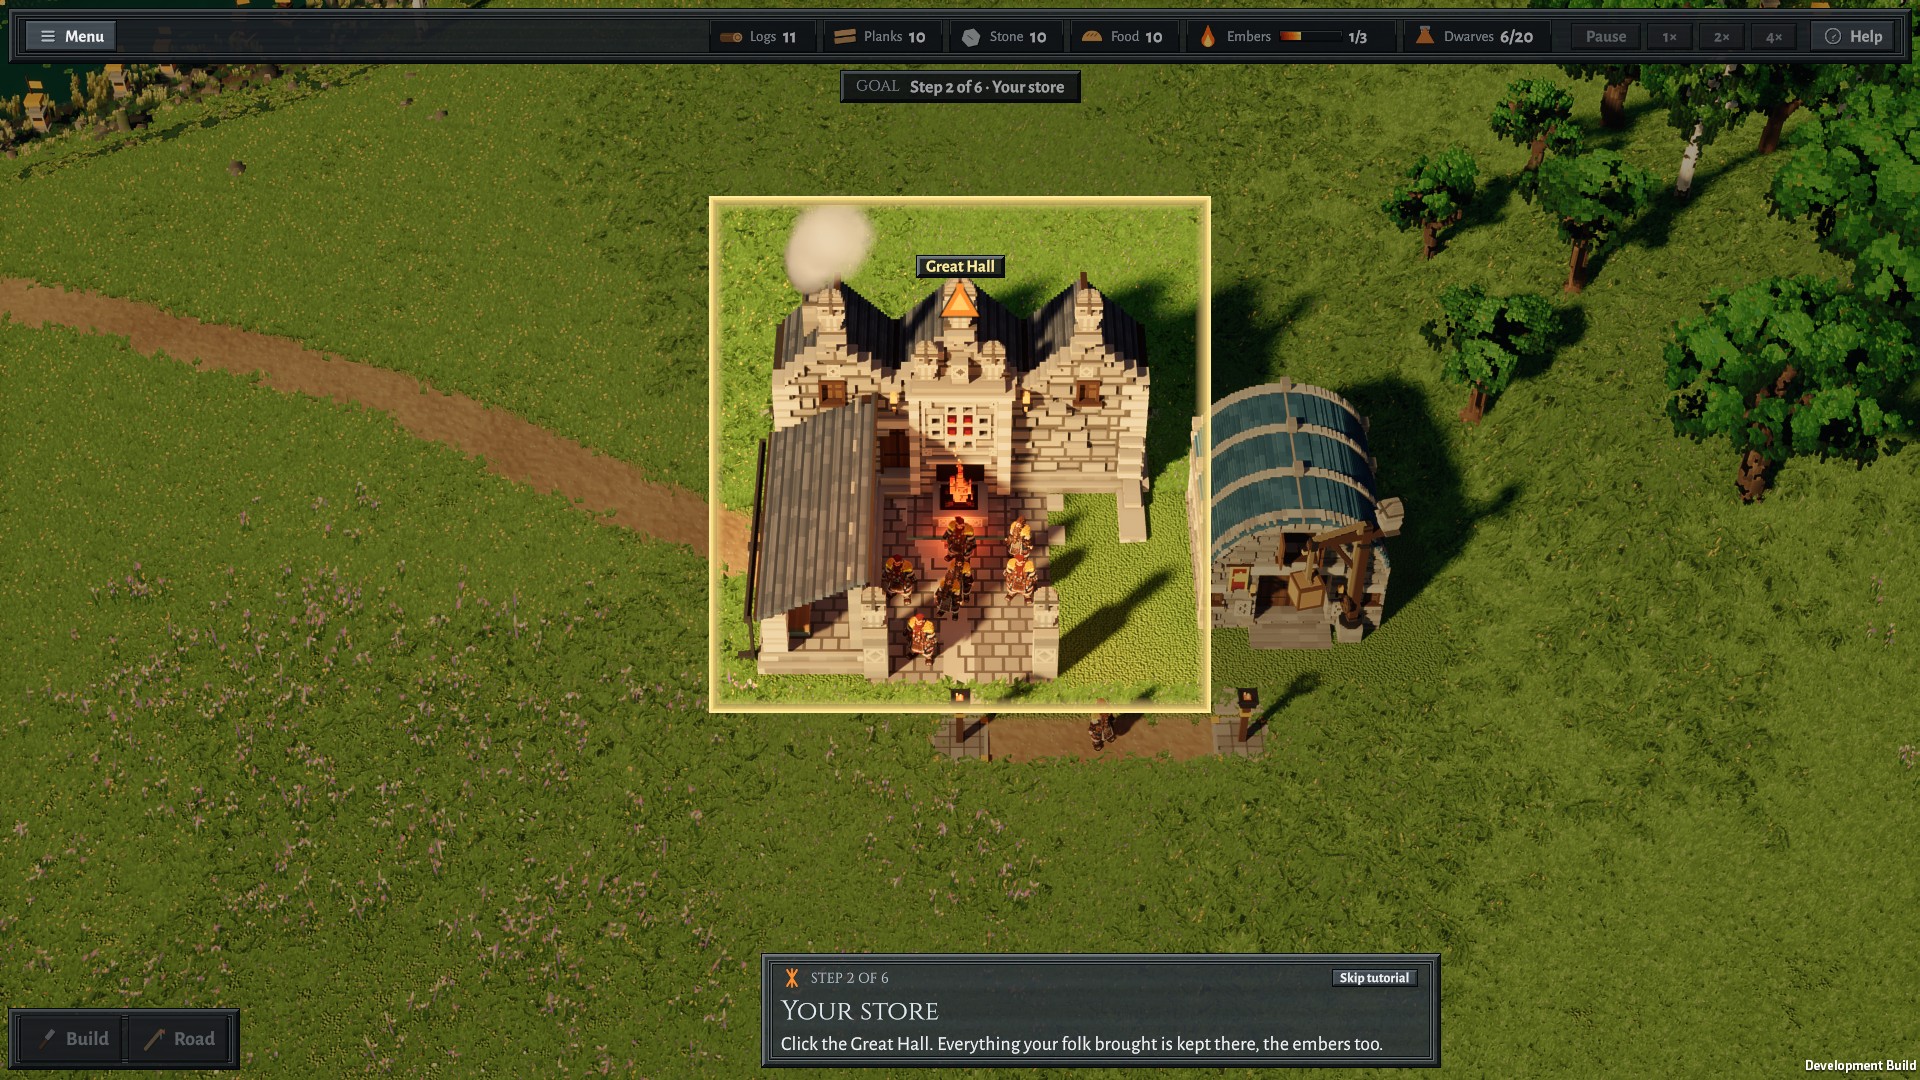 Menu
Logs 11
Planks 10
Stone 10
Food 10
Embers 1/3
Dwarves 6/20
Pause
1×
2×
4×
Help
GOAL Step 2 of 6 · Your store
Great Hall
STEP 2 OF 6
Skip tutorial
YOUR STORE
Click the Great Hall. Everything your folk brought is kept there, the embers too.
Build
Road
Development Build